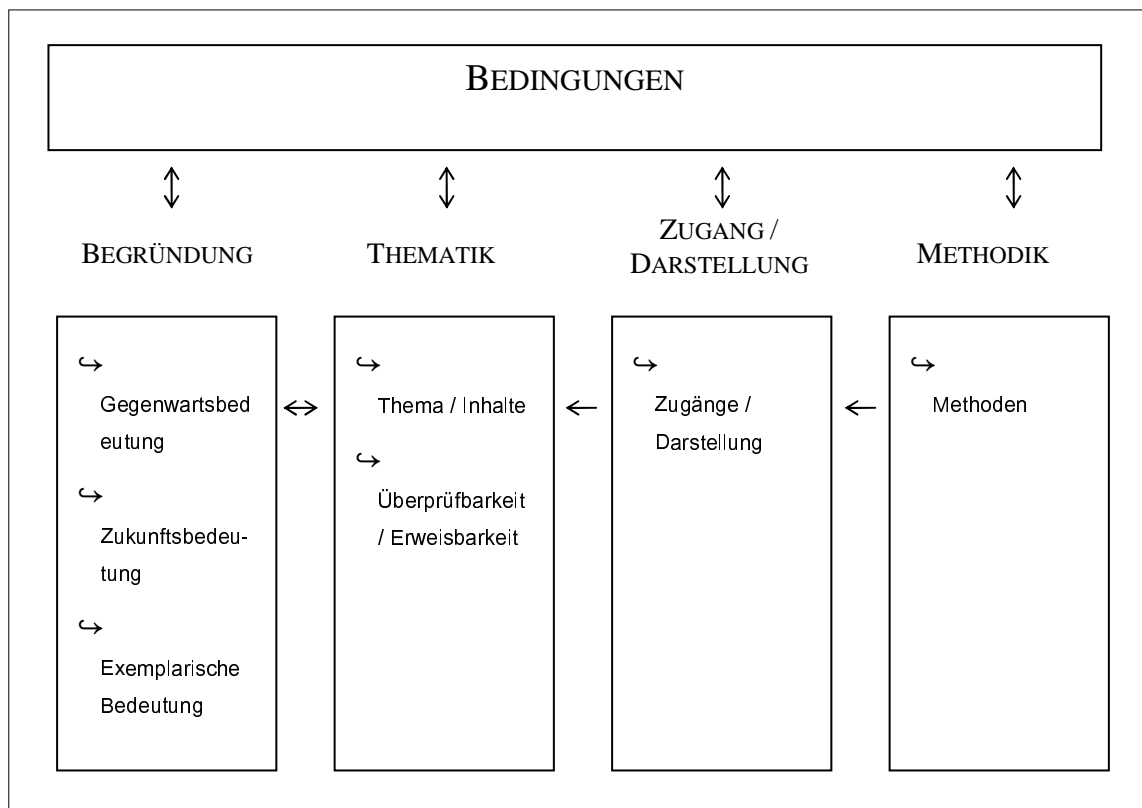 BEDINGUNGEN
BEGRÜNDUNG
THEMATIK
ZUGANG /
DARSTELLUNG
METHODIK
Gegenwartsbed
eutung
Zukunftsbedeu-
tung
Exemplarische
Bedeutung
Thema / Inhalte
Überprüfbarkeit
/ Erweisbarkeit
Zugänge /
Darstellung
Methoden